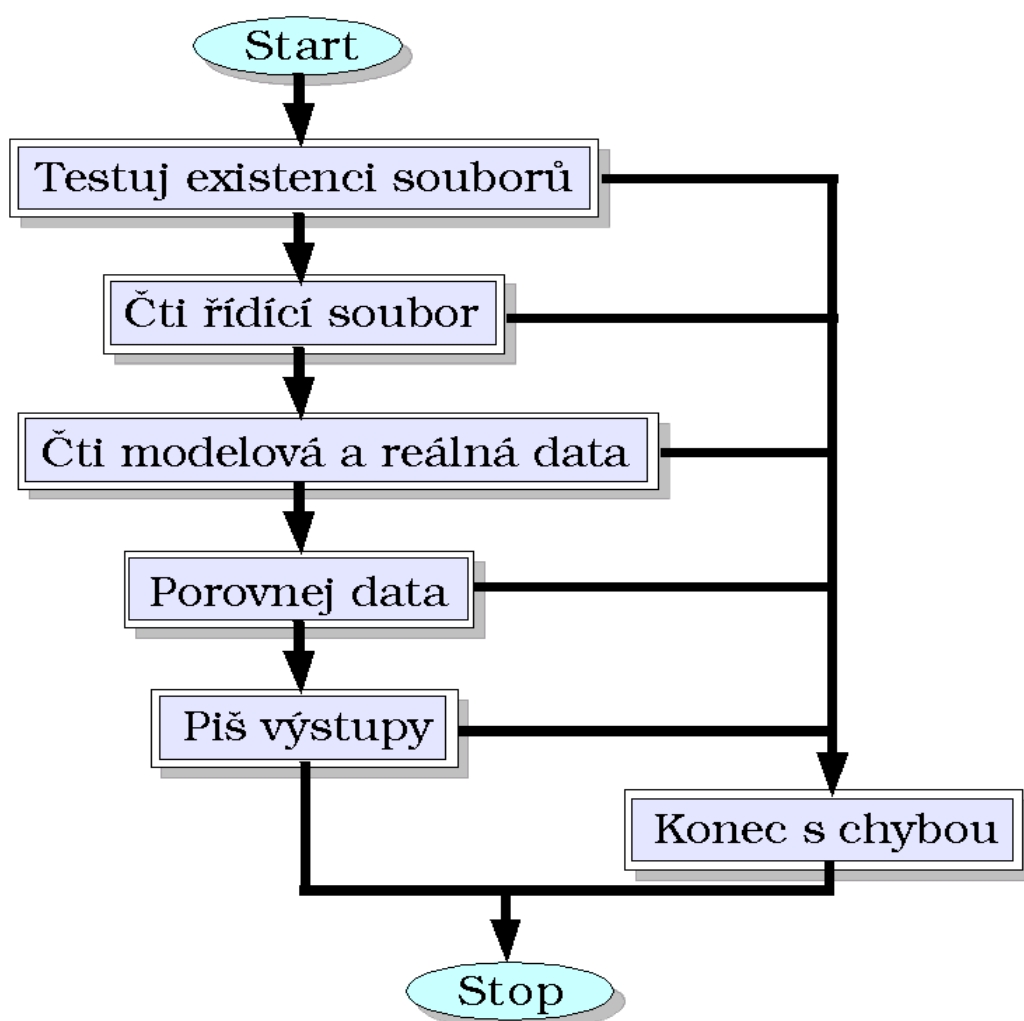 Start
Testuj existenci souborů
Čti řídící soubor
Čti modelová a reálná data
Porovnej data
Piš výstupy
Konec s chybou
Stop